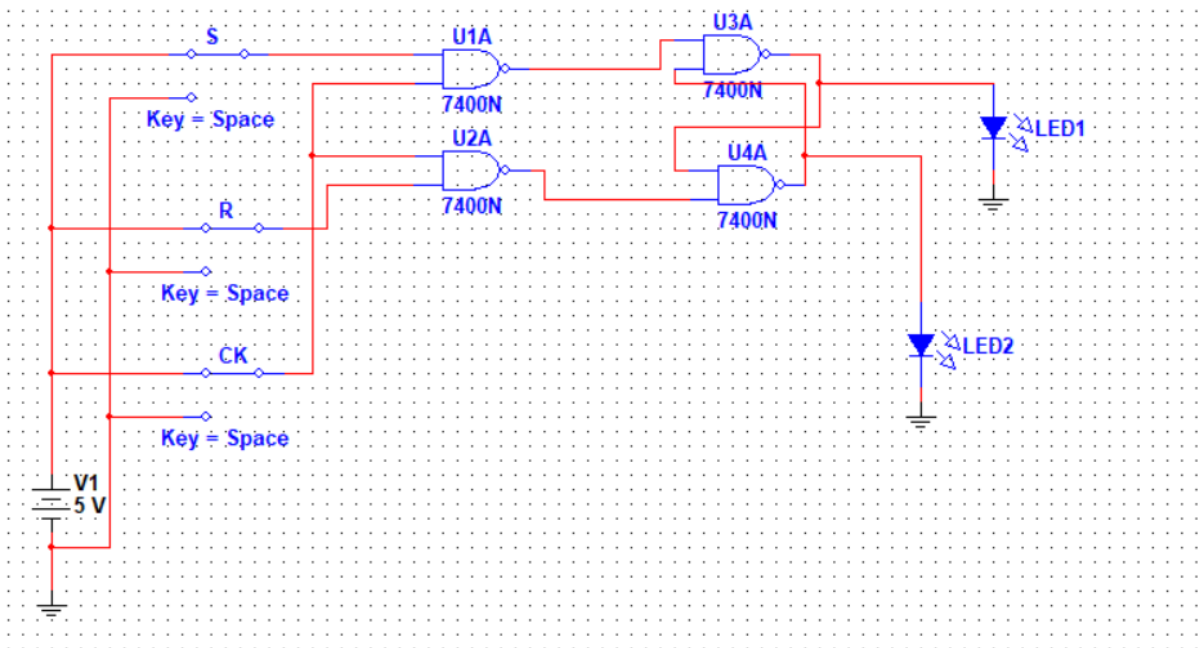 S
U1A
7400N
U3A
7400N
Key = Space
U2A
7400N
U4A
7400N
LED1
R
Key = Space
CK
LED2
Key = Space
V1
5 V